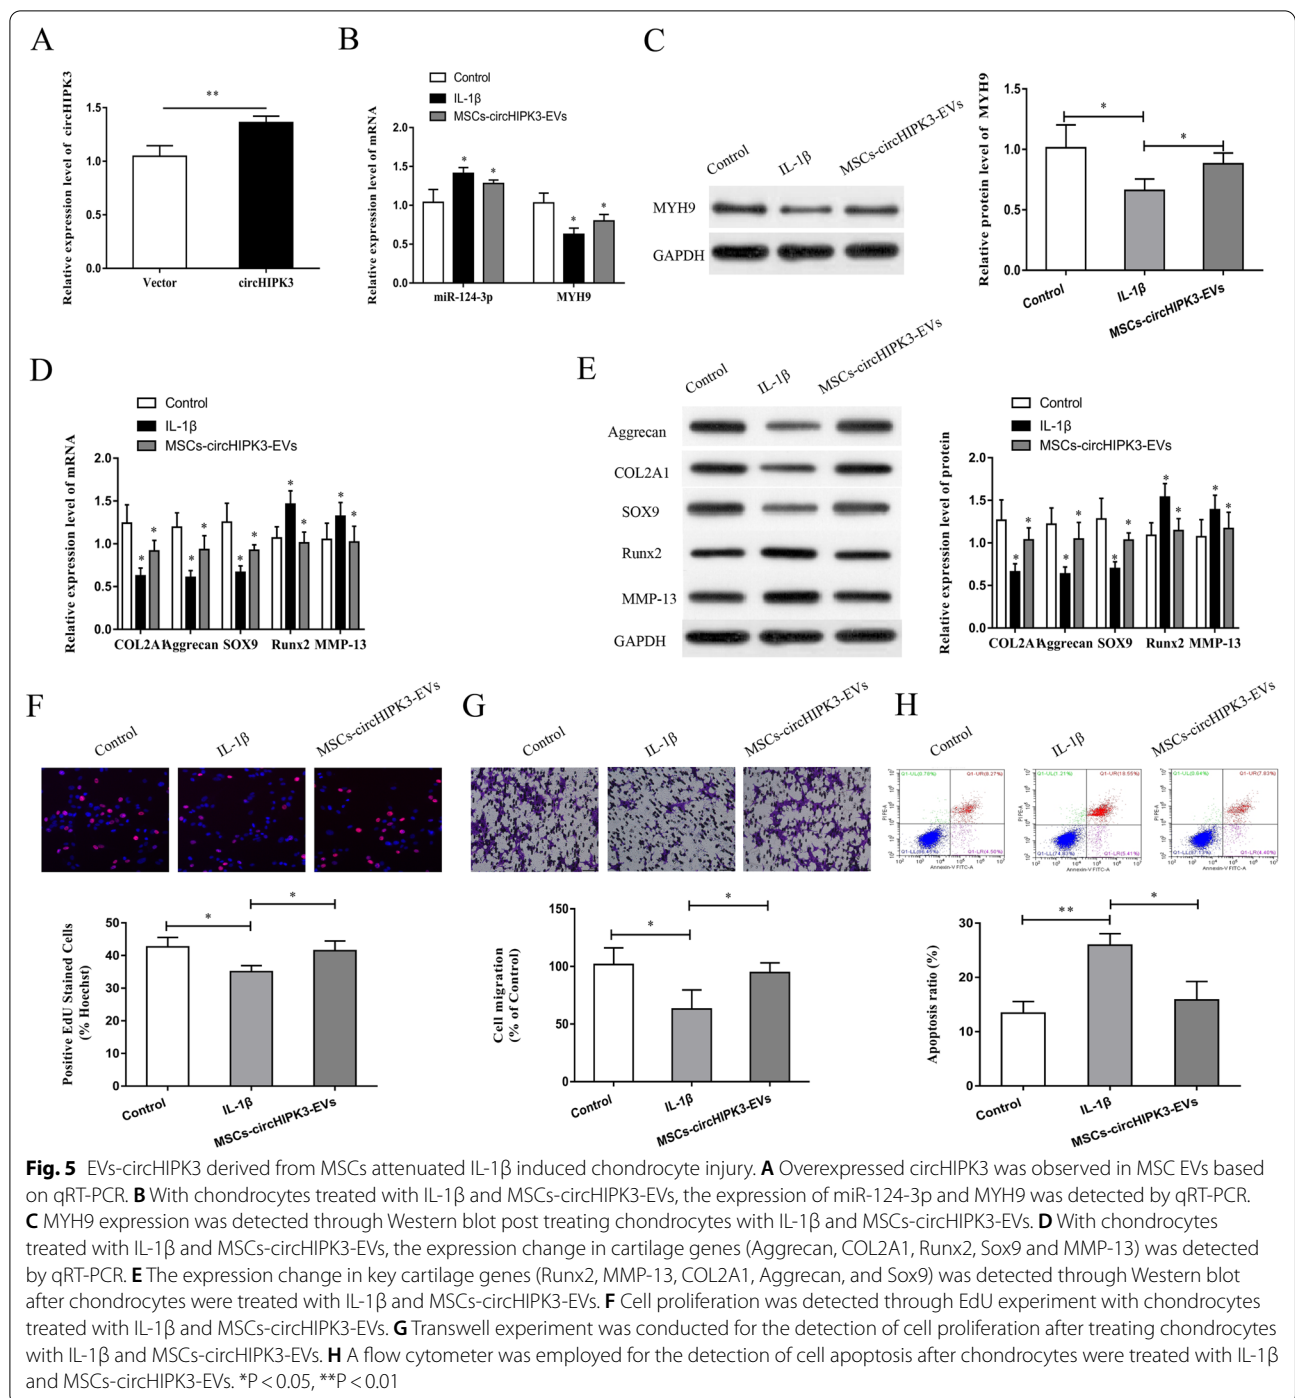 A
Relative expression level of circHIPK3
**
1.5
1.0
0.5
0.0
Vector
circHIPK3
B
Control
IL-1β
MSCs-circHIPK3-EVs
Relative expression level of mRNA
2.0
1.5
1.0
0.5
0.0
* * * *
miR-124-3p
MYH9
C
Control
IL-1β
MSCs-circHIPK3-EVs
MYH9
GAPDH
Relative protein level of MYH9
1.5
1.0
0.5
0.0
* *
Control
IL-1β
MSCs-circHIPK3-EVs
D
Control
IL-1β
MSCs-circHIPK3-EVs
Relative expression level of mRNA
2.0
1.5
1.0
0.5
0.0
* * * * * * * * * *
COL2A1 Aggrecan SOX9 Runx2 MMP-13
E
Control
IL-1β
MSCs-circHIPK3-EVs
Aggrecan
COL2A1
SOX9
Runx2
MMP-13
GAPDH
Control
IL-1β
MSCs-circHIPK3-EVs
Relative expression level of protein
2.0
1.5
1.0
0.5
0.0
* * * * * * * * * *
COL2A1 Aggrecan SOX9 Runx2 MMP-13
F
Control
IL-1β
MSCs-circHIPK3-EVs
Positive EdU Stained Cells
(% Hoechst)
50
40
30
20
10
0
* *
Control
IL-1β
MSCs-circHIPK3-EVs
G
Control
IL-1β
MSCs-circHIPK3-EVs
Cell migration
(% of Control)
150
100
50
0
* *
Control
IL-1β
MSCs-circHIPK3-EVs
H
Control
IL-1β
MSCs-circHIPK3-EVs
PI PE-A
Annexin-V FITC-A
PI PE-A
Annexin-V FITC-A
PI PE-A
Annexin-V FITC-A
Apoptosis ratio (%)
30
20
10
0
** *
Control
IL-1β
MSCs-circHIPK3-EVs
Fig. 5 EVs-circHIPK3 derived from MSCs attenuated IL-1β induced chondrocyte injury. A Overexpressed circHIPK3 was observed in MSC EVs based
on qRT-PCR. B With chondrocytes treated with IL-1β and MSCs-circHIPK3-EVs, the expression of miR-124-3p and MYH9 was detected by qRT-PCR.
C MYH9 expression was detected through Western blot post treating chondrocytes with IL-1β and MSCs-circHIPK3-EVs. D With chondrocytes
treated with IL-1β and MSCs-circHIPK3-EVs, the expression change in cartilage genes (Aggrecan, COL2A1, Runx2, Sox9 and MMP-13) was detected
by qRT-PCR. E The expression change in key cartilage genes (Runx2, MMP-13, COL2A1, Aggrecan, and Sox9) was detected through Western blot
after chondrocytes were treated with IL-1β and MSCs-circHIPK3-EVs. F Cell proliferation was detected through EdU experiment with chondrocytes
treated with IL-1β and MSCs-circHIPK3-EVs. G Transwell experiment was conducted for the detection of cell proliferation after treating chondrocytes
with IL-1β and MSCs-circHIPK3-EVs. H A flow cytometer was employed for the detection of cell apoptosis after chondrocytes were treated with IL-1β
and MSCs-circHIPK3-EVs. *P < 0.05, **P < 0.01